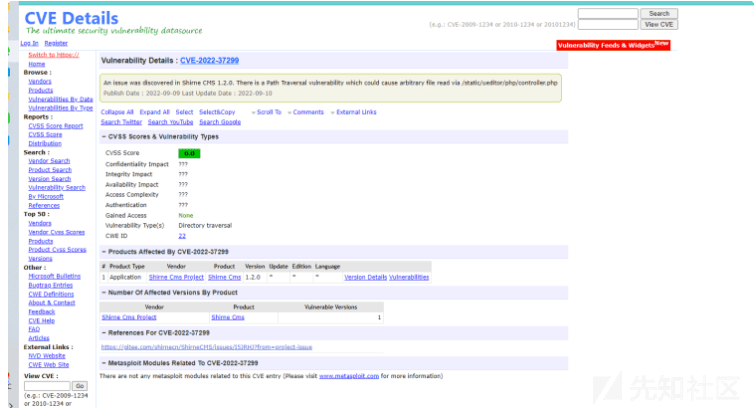 CVE Details
The ultimate security vulnerability datasource
(e.g.: CVE-2009-1234 or 2010-1234 or 20101234)
Search
View CVE
Log In Register
Vulnerability Feeds & Widgets New
Switch to https://
Home
Browse :
Vendors
Products
Vulnerabilities By Date
Vulnerabilities By Type
Reports :
CVSS Score Report
CVSS Score Distribution
Search :
Vendor Search
Product Search
Version Search
Vulnerability Search
By Microsoft References
Top 50 :
Vendors
Vendor Cvss Scores
Products
Product Cvss Scores
Versions
Other :
Microsoft Bulletins
Bugtraq Entries
CWE Definitions
About & Contact
Feedback
CVE Help
FAQ
Articles
External Links :
NVD Website
CWE Web Site
View CVE :
Go
(e.g.: CVE-2009-1234
or 2010-1234 or
Vulnerability Details : CVE-2022-37299
An issue was discovered in Shirne CMS 1.2.0. There is a Path Traversal vulnerability which could cause arbitrary file read via /static/ueditor/php/controller.php
Publish Date : 2022-09-09 Last Update Date : 2022-09-10
Collapse All Expand All Select Select&Copy Scroll To Comments External Links
Search Twitter Search YouTube Search Google
– CVSS Scores & Vulnerability Types
CVSS Score 0.0
Confidentiality Impact ???
Integrity Impact ???
Availability Impact ???
Access Complexity ???
Authentication ???
Gained Access None
Vulnerability Type(s) Directory traversal
CWE ID 22
– Products Affected By CVE-2022-37299
# Product Type Vendor Product Version Update Edition Language
1 Application Shirne Cms Project Shirne Cms 1.2.0 * * * Version Details Vulnerabilities
– Number Of Affected Versions By Product
Vendor Product Vulnerable Versions
Shirne Cms Project Shirne Cms 1
– References For CVE-2022-37299
– Metasploit Modules Related To CVE-2022-37299
There are not any metasploit modules related to this CVE entry (Please visit www.metasploit.com for more information)
先知社区